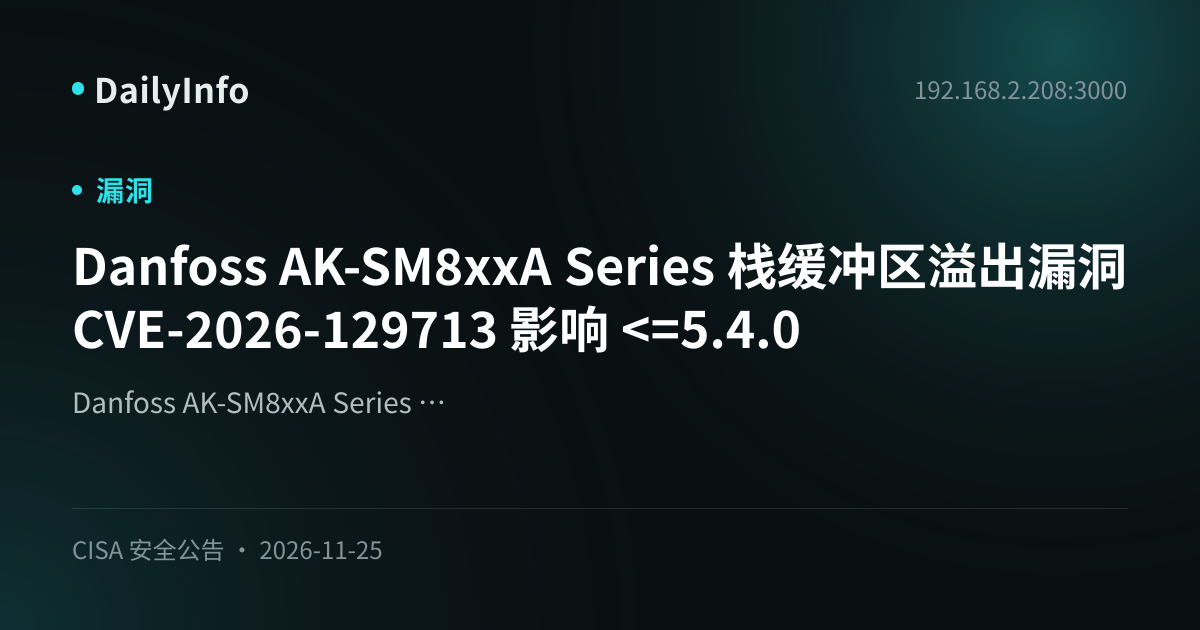 DailyInfo
192.168.2.208:3000
漏洞
Danfoss AK-SM8xxA Series 栈缓冲区溢出漏洞
CVE-2026-129713 影响 <=5.4.0
Danfoss AK-SM8xxA Series …
CISA 安全公告 · 2026-11-25